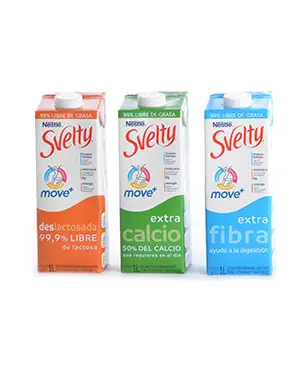 99% LIBRE DE GRASA
Nestlé
Svelty
move+
deslactosada
99,9% LIBRE
de lactosa
1L
99% LIBRE DE GRASA
Nestlé
Svelty
move+
extra
calcio
50% DEL CALCIO
que requieres en el día
1L
99% LIBRE DE GRASA
Nestlé
Svelty
move+
extra
fibra
ayuda a la digestión
1L